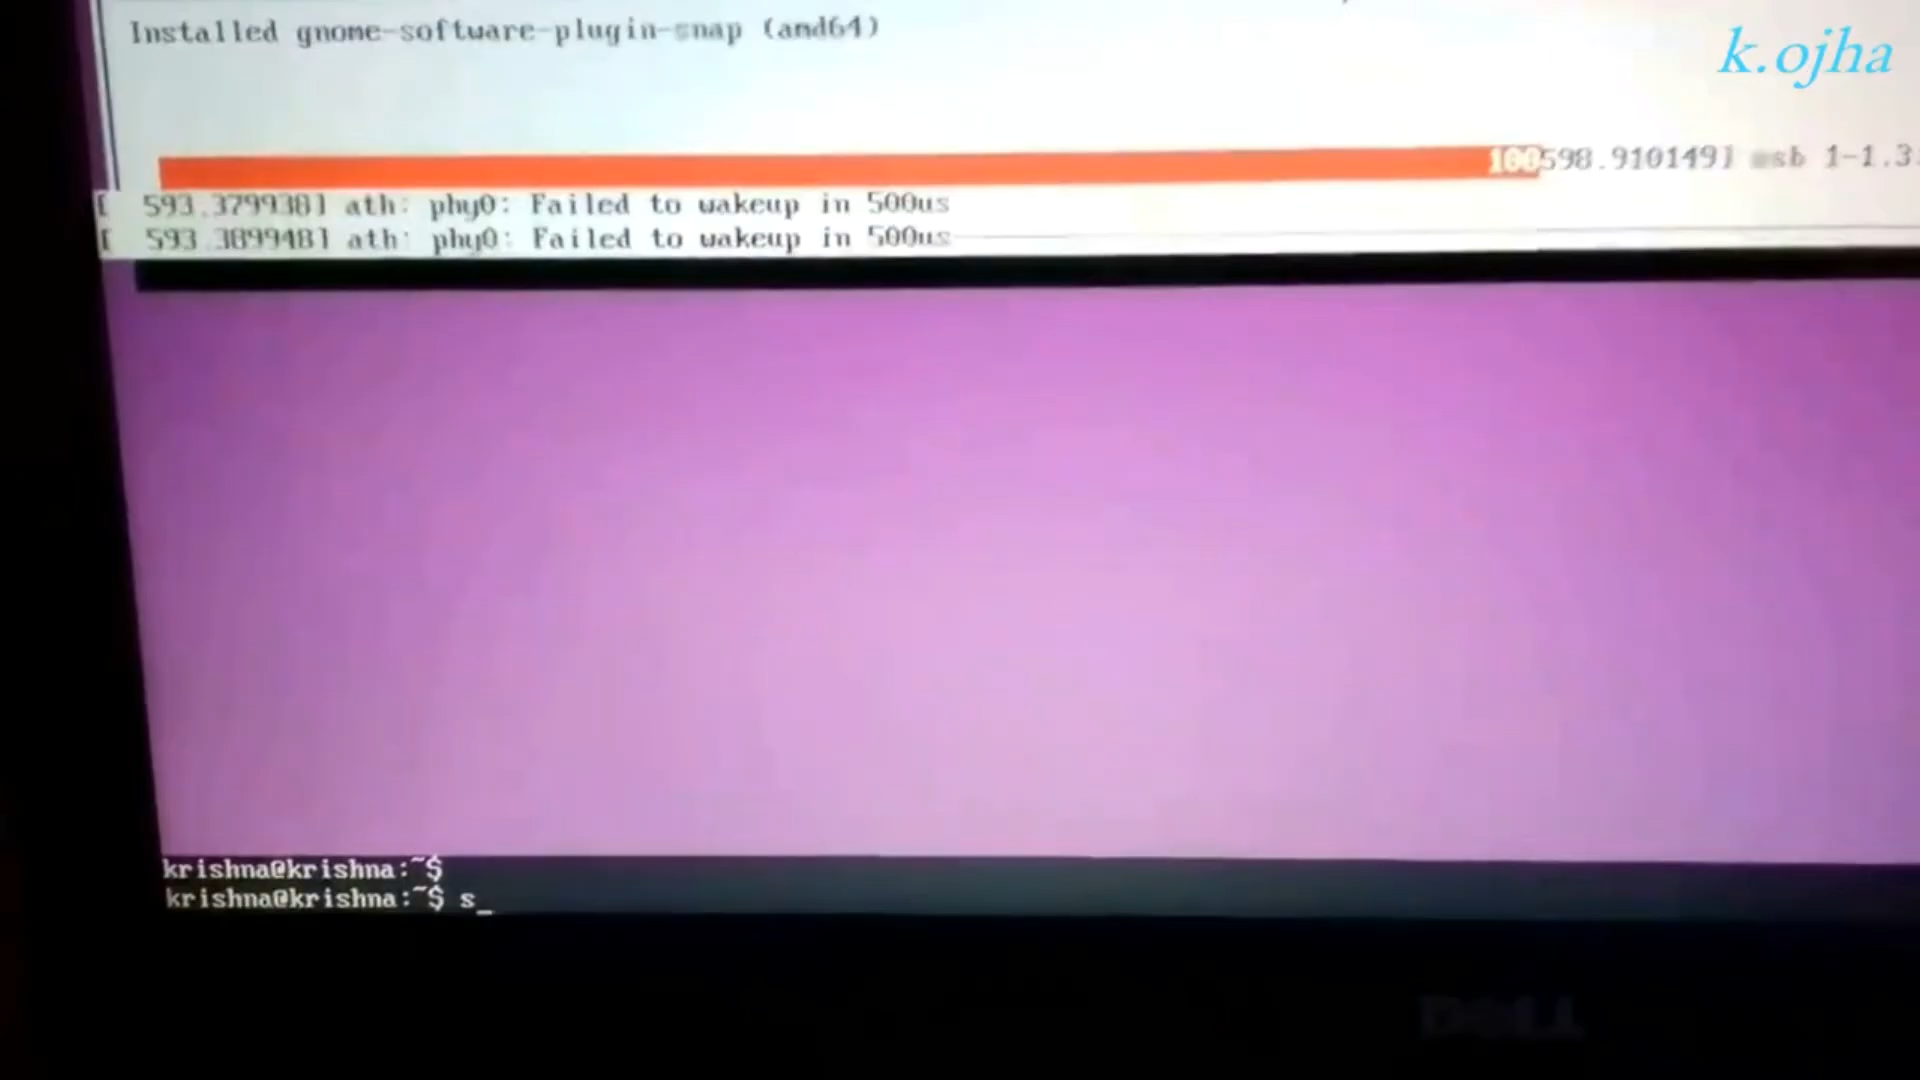 Installed gnome-software-plugin-snap (amd64)
k.ojha
100598.910149] usb 1-1.3:
[ 593.379938] ath: phy0: Failed to wakeup in 500us
[ 593.389948] ath: phy0: Failed to wakeup in 500us
krishna@krishna:~$
krishna@krishna:~$ s_
DELL